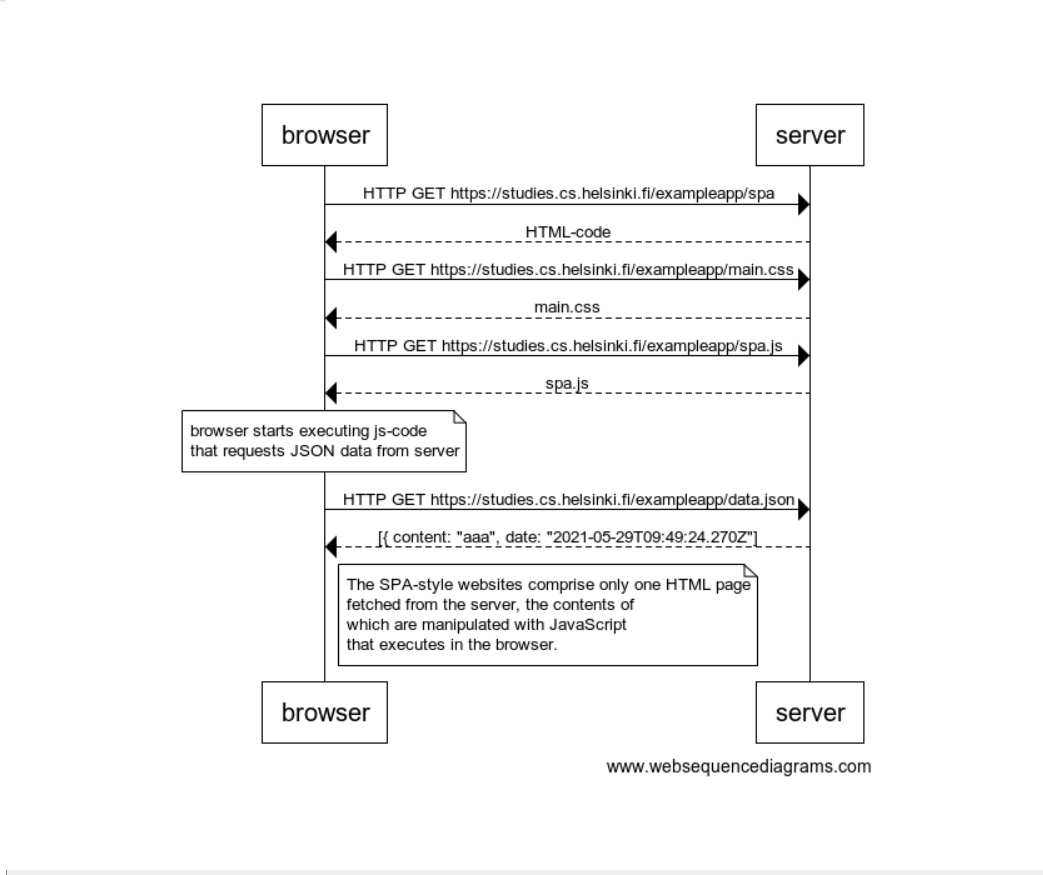 browser
server
HTTP GET https://studies.cs.helsinki.fi/exampleapp/spa
HTML-code
HTTP GET https://studies.cs.helsinki.fi/exampleapp/main.css
main.css
HTTP GET https://studies.cs.helsinki.fi/exampleapp/spa.js
spa.js
browser starts executing js-code
that requests JSON data from server
HTTP GET https://studies.cs.helsinki.fi/exampleapp/data.json
[{ content: "aaa", date: "2021-05-29T09:49:24.270Z"]
The SPA-style websites comprise only one HTML page
fetched from the server, the contents of
which are manipulated with JavaScript
that executes in the browser.
browser
server
www.websequencediagrams.com